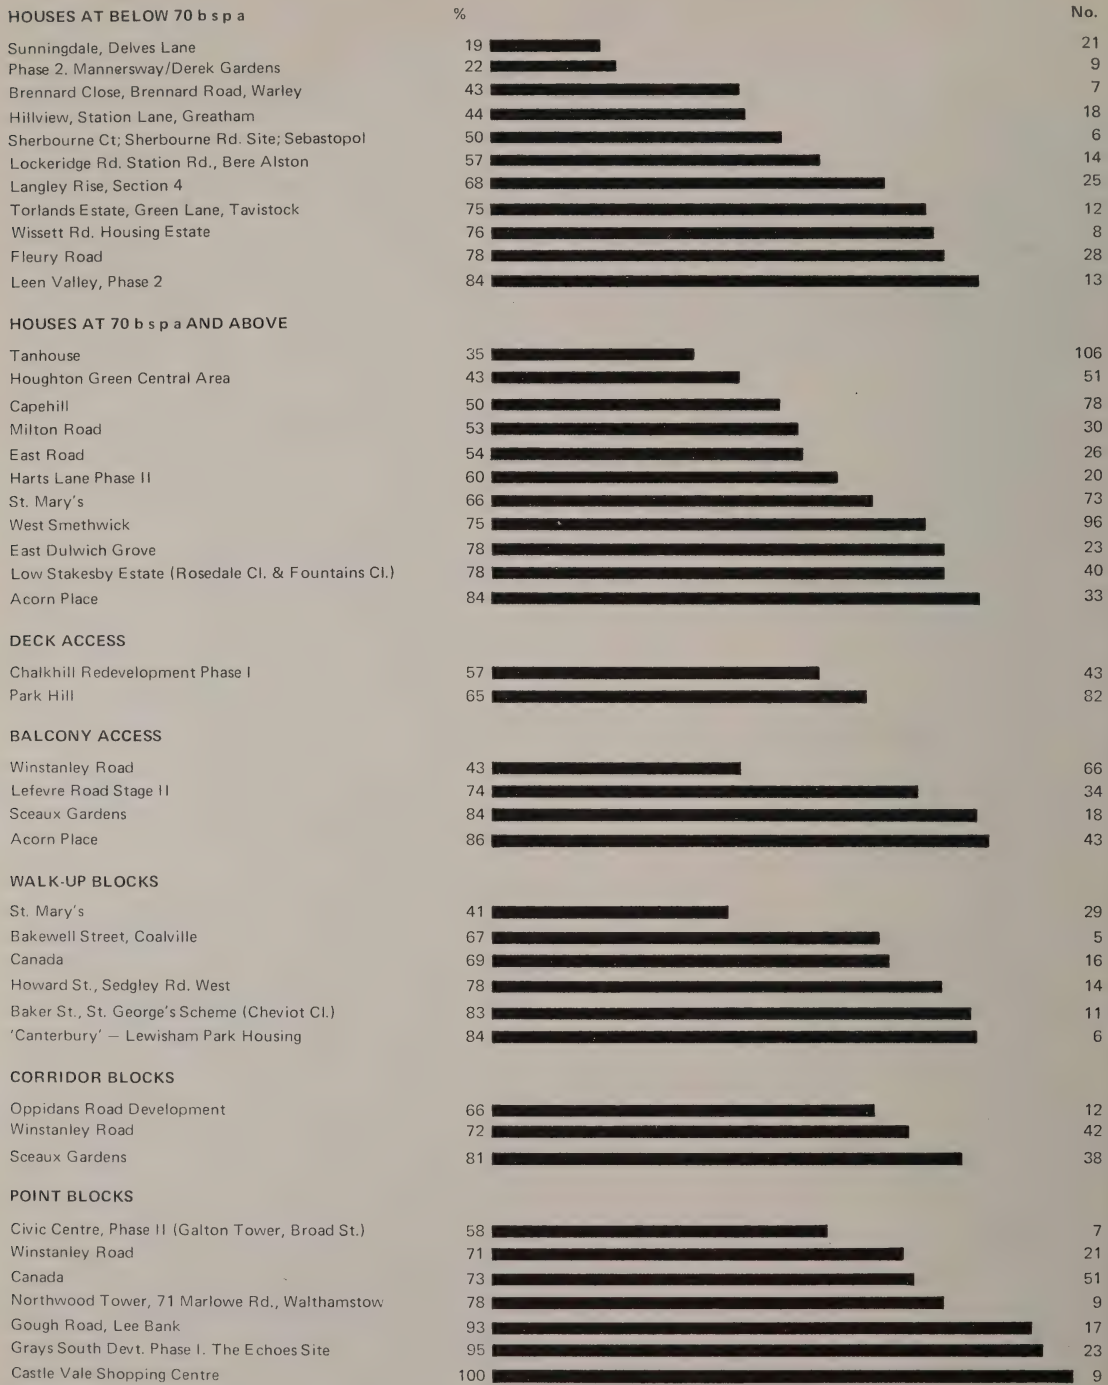 HOUSES AT BELOW 70 b s p a % No.
Sunningdale, Delves Lane 19 21
Phase 2. Mannersway/Derek Gardens 22 9
Brennard Close, Brennard Road, Warley 43 7
Hillview, Station Lane, Greatham 44 18
Sherbourne Ct; Sherbourne Rd. Site; Sebastopol 50 6
Lockeridge Rd. Station Rd., Bere Alston 57 14
Langley Rise, Section 4 68 25
Torlands Estate, Green Lane, Tavistock 75 12
Wissett Rd. Housing Estate 76 8
Fleury Road 78 28
Leen Valley, Phase 2 84 13
HOUSES AT 70 b s p a AND ABOVE
Tanhouse 35 106
Houghton Green Central Area 43 51
Capehill 50 78
Milton Road 53 30
East Road 54 26
Harts Lane Phase II 60 20
St. Mary's 66 73
West Smethwick 75 96
East Dulwich Grove 78 23
Low Stakesby Estate (Rosedale Cl. & Fountains Cl.) 78 40
Acorn Place 84 33
DECK ACCESS
Chalkhill Redevelopment Phase I 57 43
Park Hill 65 82
BALCONY ACCESS
Winstanley Road 43 66
Lefevre Road Stage II 74 34
Sceaux Gardens 84 18
Acorn Place 86 43
WALK-UP BLOCKS
St. Mary's 41 29
Bakewell Street, Coalville 67 5
Canada 69 16
Howard St., Sedgley Rd. West 78 14
Baker St., St. George's Scheme (Cheviot Cl.) 83 11
'Canterbury' — Lewisham Park Housing 84 6
CORRIDOR BLOCKS
Oppidans Road Development 66 12
Winstanley Road 72 42
Sceaux Gardens 81 38
POINT BLOCKS
Civic Centre, Phase II (Galton Tower, Broad St.) 58 7
Winstanley Road 71 21
Canada 73 51
Northwood Tower, 71 Marlowe Rd., Walthamstow 78 9
Gough Road, Lee Bank 93 17
Grays South Devt. Phase I. The Echoes Site 95 23
Castle Vale Shopping Centre 100 9